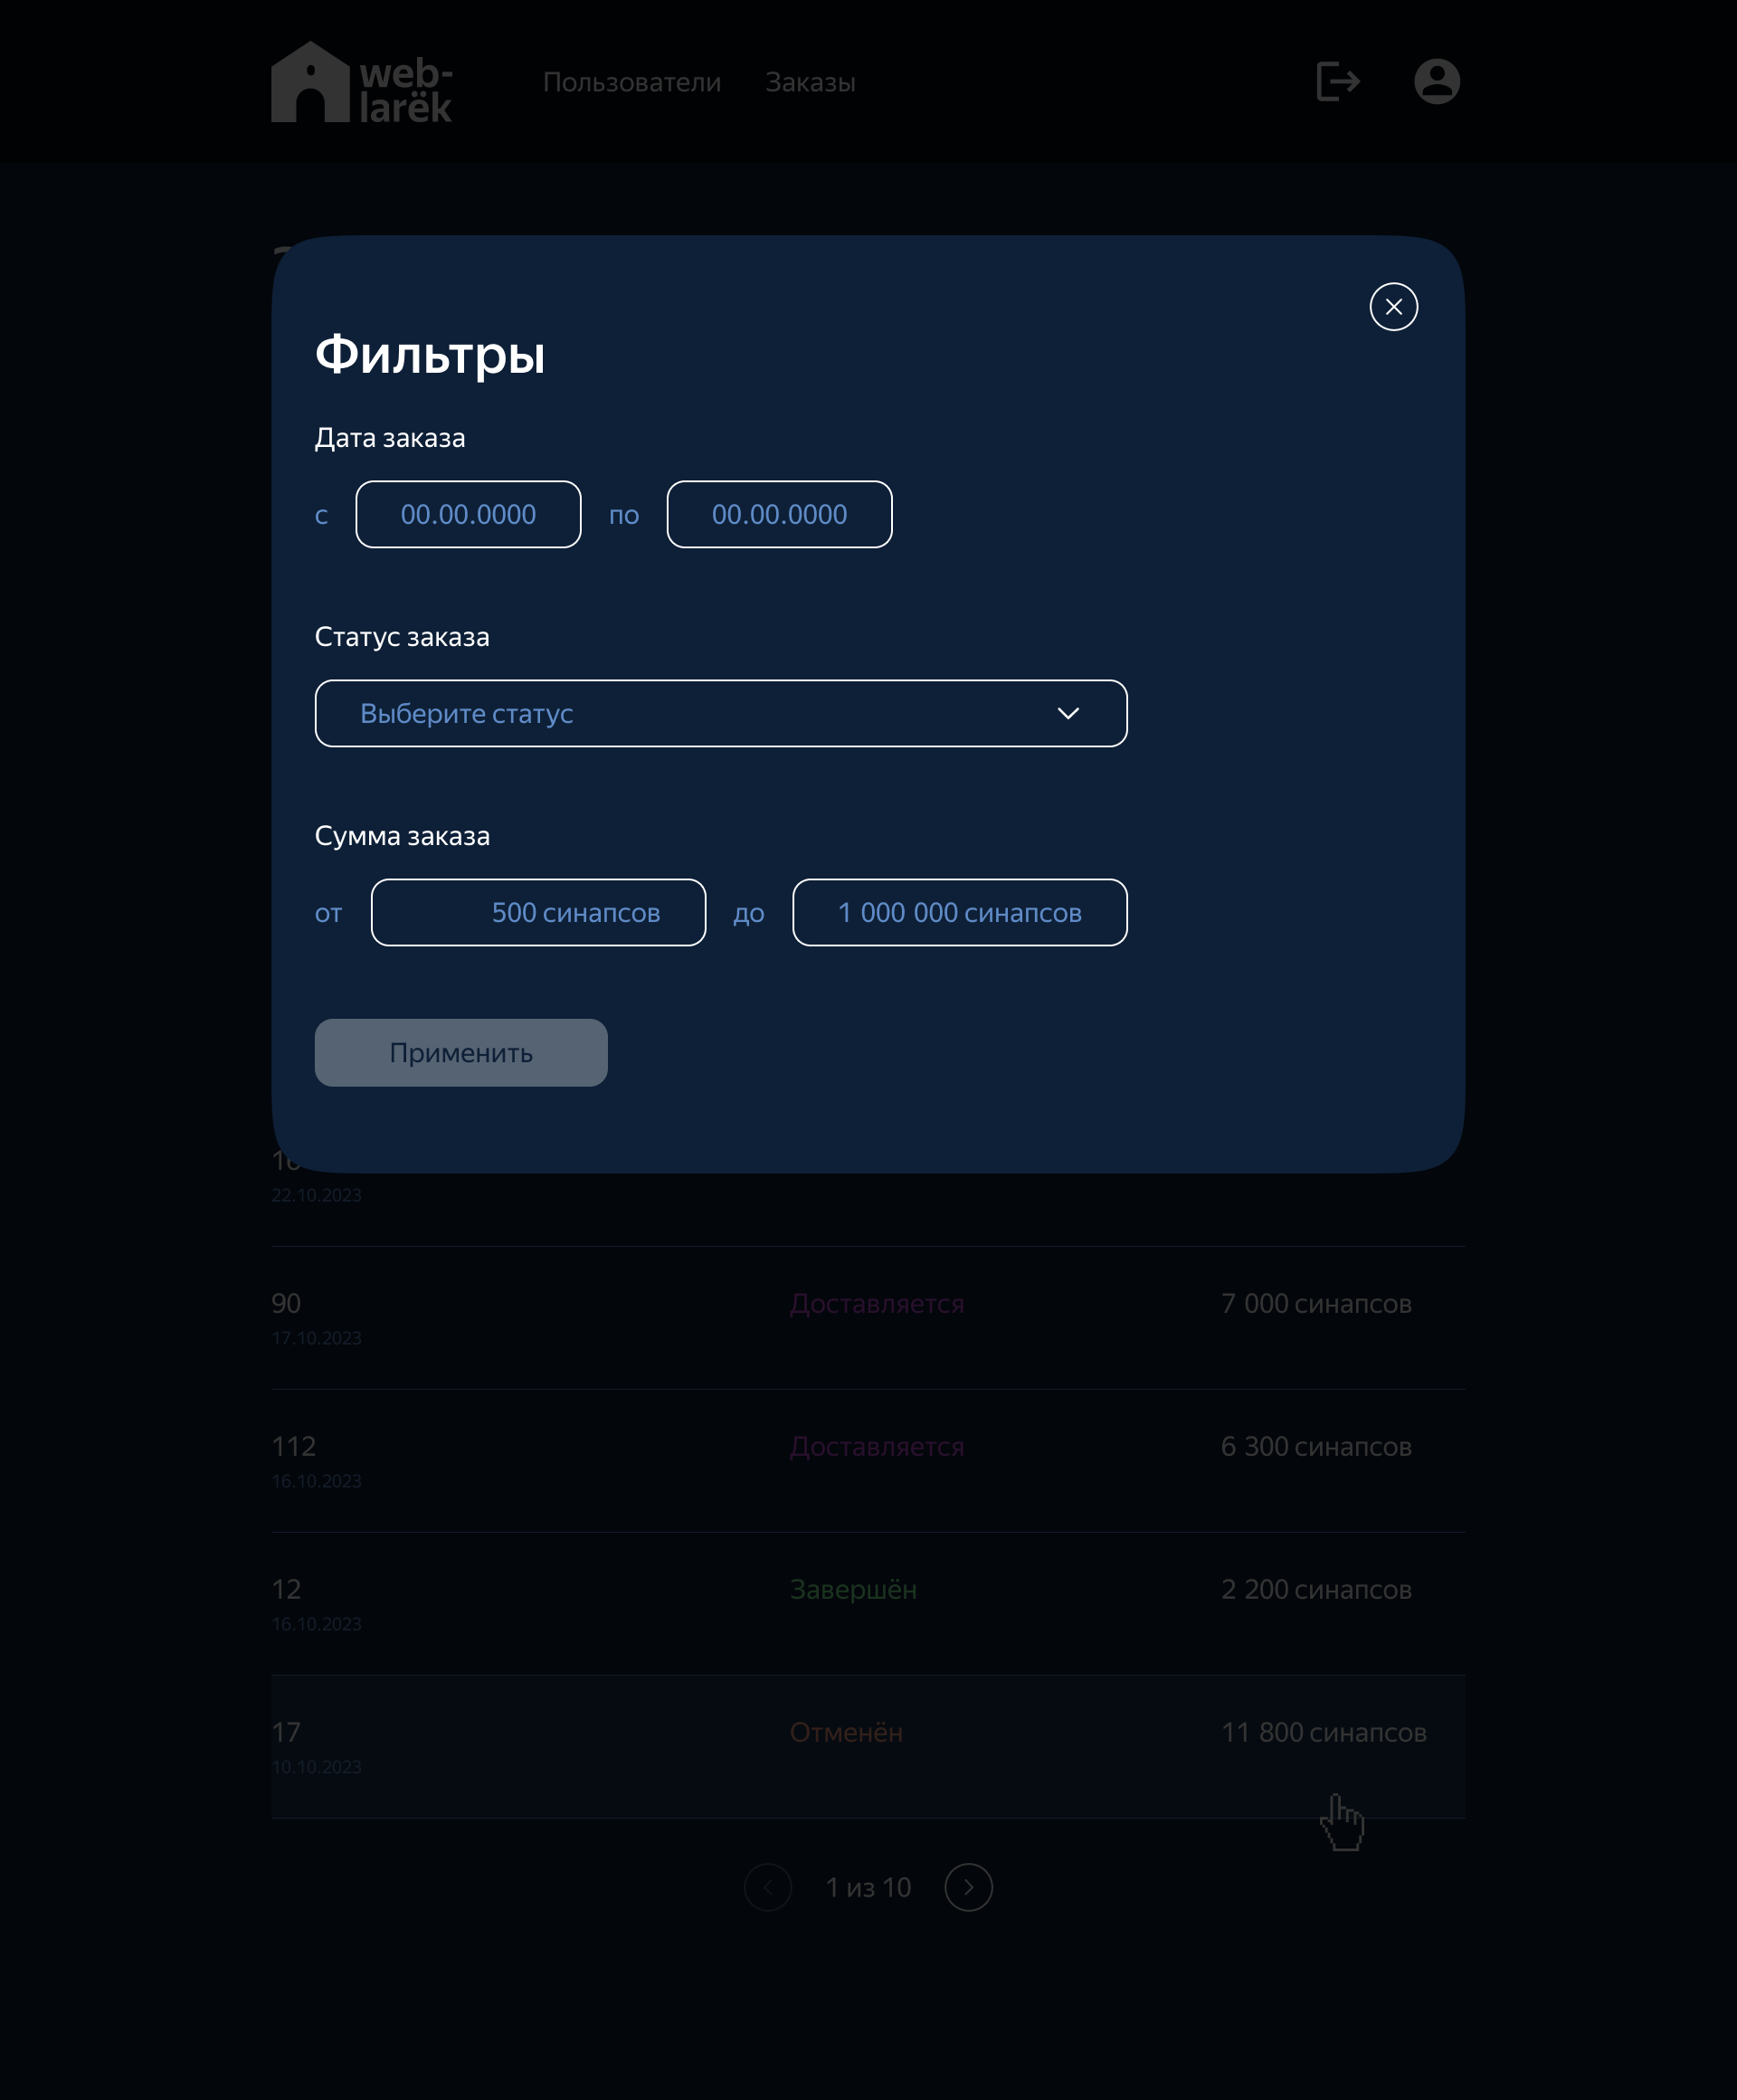 web-
larёk
Пользователи Заказы
Фильтры
Дата заказа
с 00.00.0000 по 00.00.0000
Статус заказа
Выберите статус
Сумма заказа
от 500 синапсов до 1 000 000 синапсов
Применить
22.10.2023
90 Доставляется 7 000 синапсов
17.10.2023
112 Доставляется 6 300 синапсов
16.10.2023
12 Завершён 2 200 синапсов
16.10.2023
17 Отменён 11 800 синапсов
10.10.2023
1 из 10